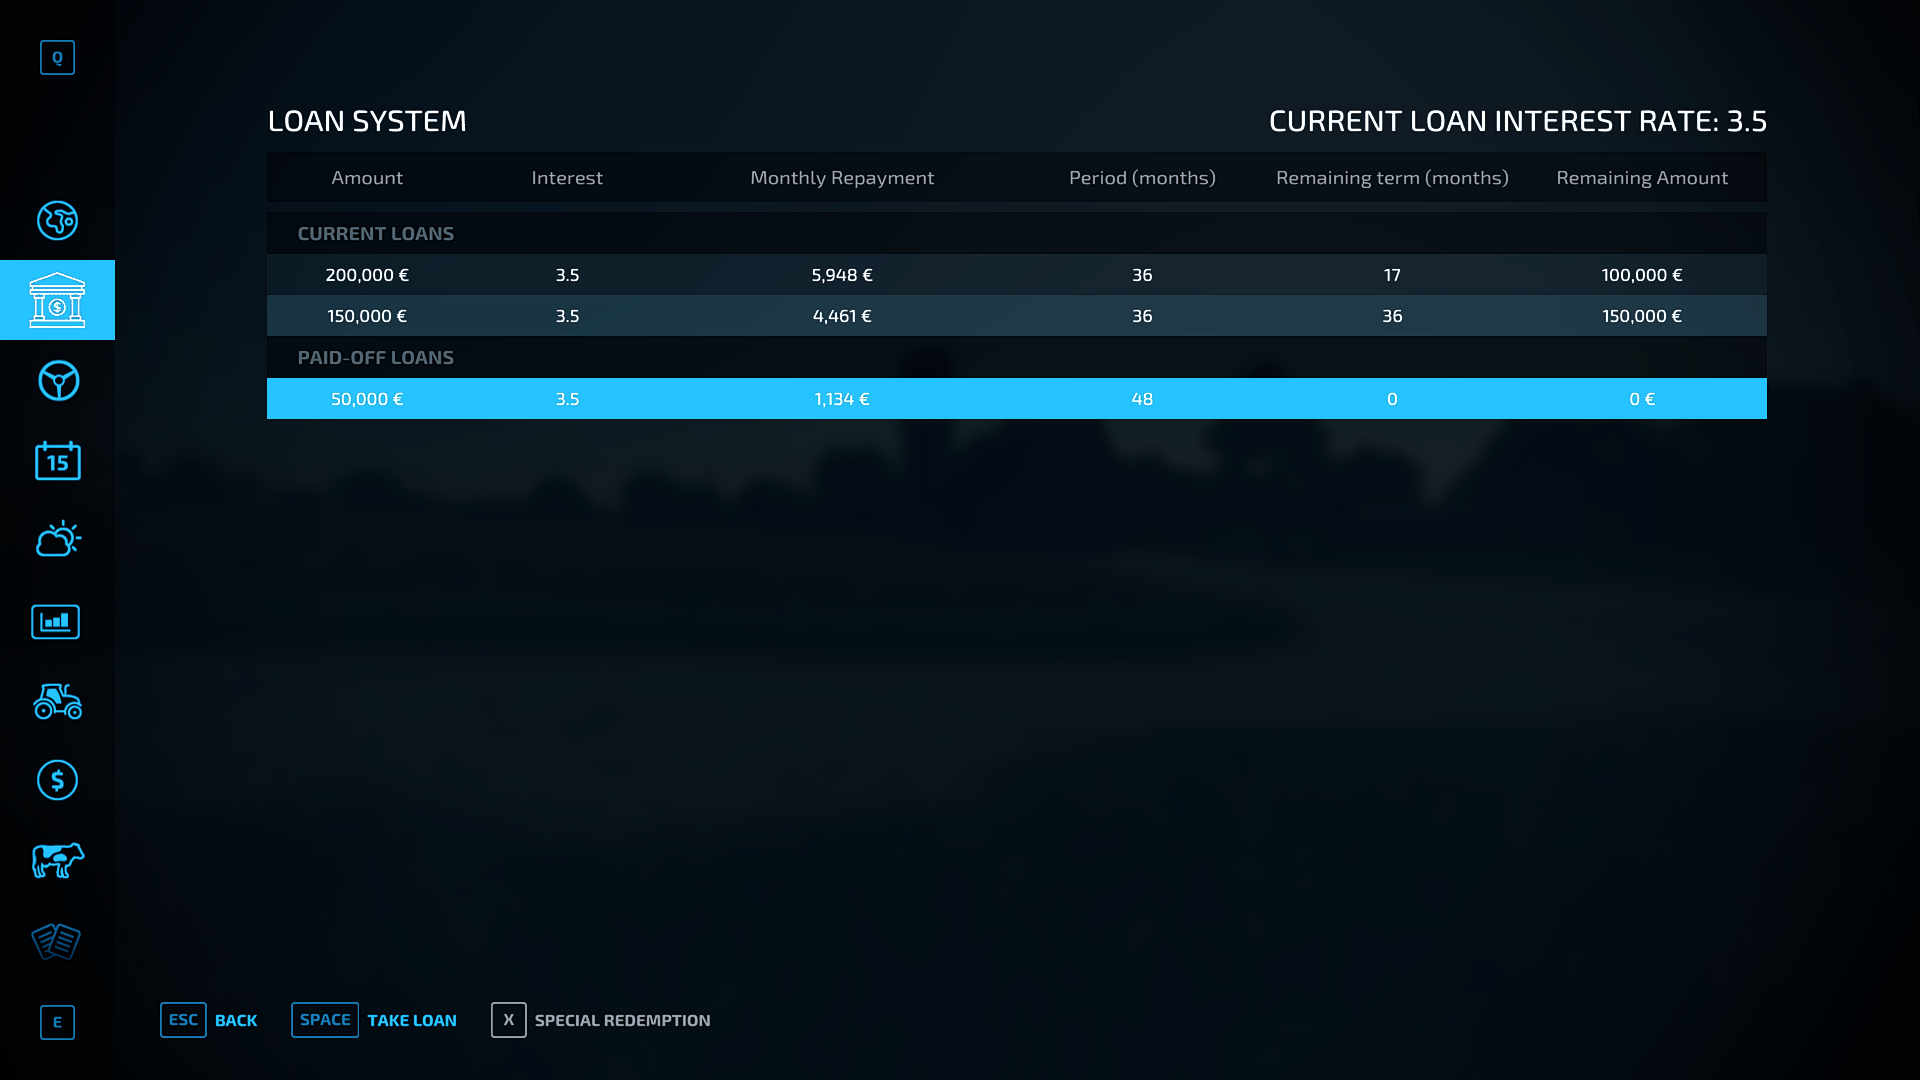 Q
LOAN SYSTEM
CURRENT LOAN INTEREST RATE: 3.5
Amount Interest Monthly Repayment Period (months) Remaining term (months) Remaining Amount
CURRENT LOANS
200,000 € 3.5 5,948 € 36 17 100,000 €
150,000 € 3.5 4,461 € 36 36 150,000 €
PAID-OFF LOANS
50,000 € 3.5 1,134 € 48 0 0 €
$
15
$
E
ESC BACK SPACE TAKE LOAN X SPECIAL REDEMPTION